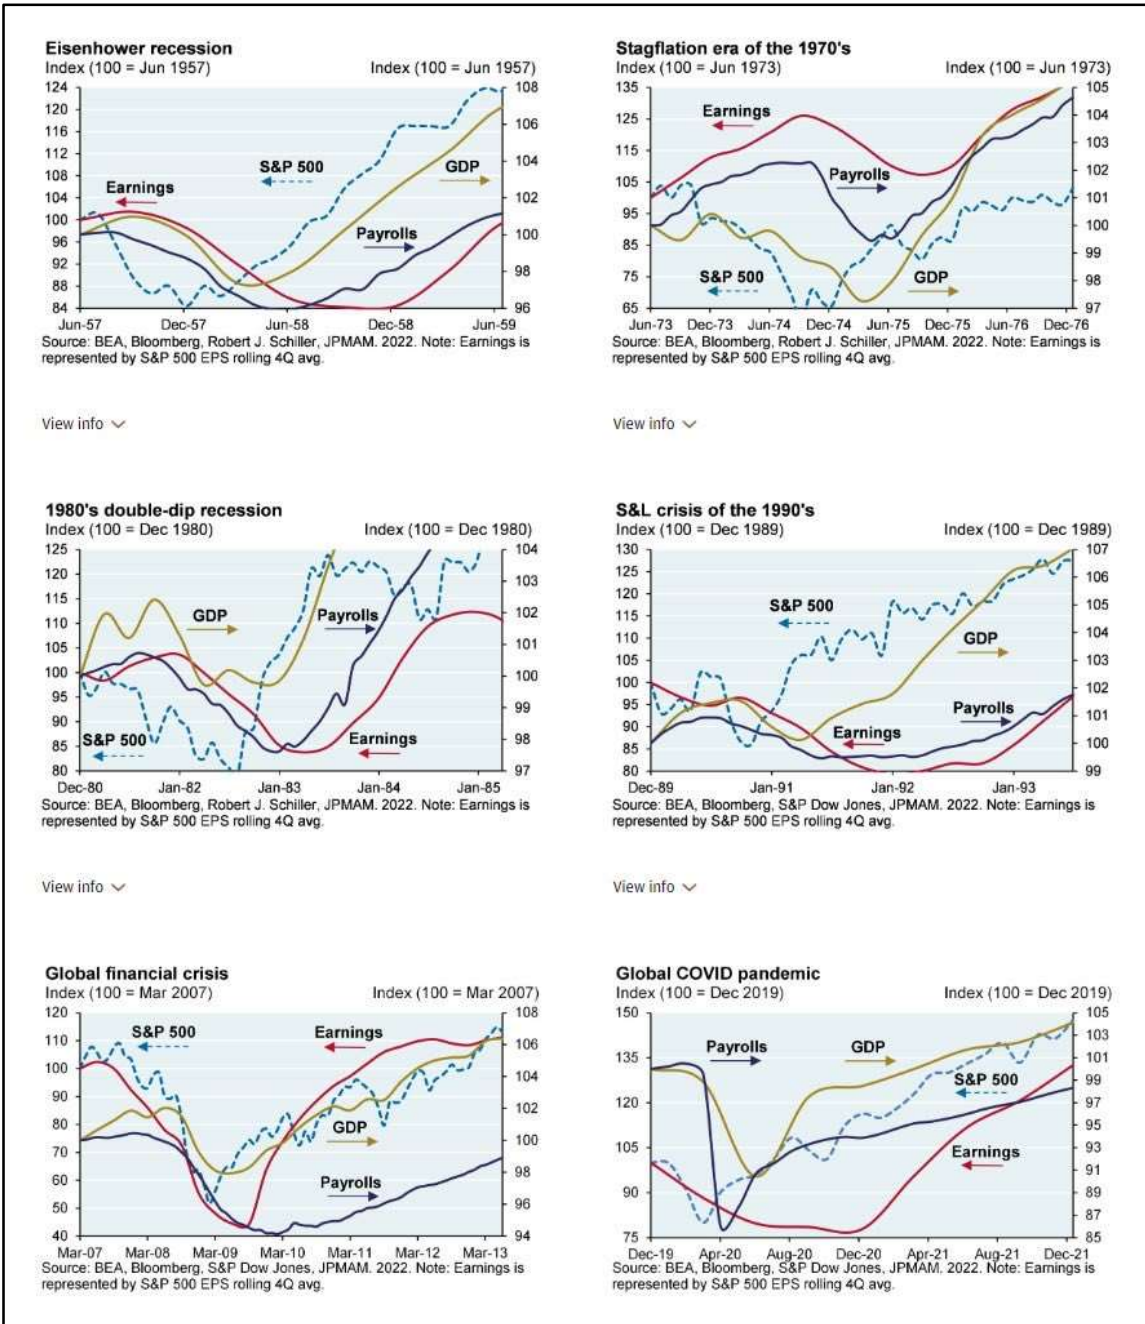 Eisenhower recession
Index (100 = Jun 1957) Index (100 = Jun 1957)
124 108
120
116 106
112
S&P 500 GDP
108 104
104 Earnings
100 102
96 Payrolls 100
92
88 98
84 96
Jun-57 Dec-57 Jun-58 Dec-58 Jun-59
Source: BEA, Bloomberg, Robert J. Schiller, JPMAM. 2022. Note: Earnings is
represented by S&P 500 EPS rolling 4Q avg.
View info
Stagflation era of the 1970's
Index (100 = Jun 1973) Index (100 = Jun 1973)
135 105
Earnings
125 104
115 103
105 Payrolls 102
95 101
100
85 99
75 S&P 500 GDP 98
65 97
Jun-73 Dec-73 Jun-74 Dec-74 Jun-75 Dec-75 Jun-76 Dec-76
Source: BEA, Bloomberg, Robert J. Schiller, JPMAM. 2022. Note: Earnings is
represented by S&P 500 EPS rolling 4Q avg.
View info
1980's double-dip recession
Index (100 = Dec 1980) Index (100 = Dec 1980)
125 104
120 103
115
110 GDP Payrolls 102
105 101
100 100
95 99
90
85 S&P 500 Earnings 98
80 97
Dec-80 Jan-82 Jan-83 Jan-84 Jan-85
Source: BEA, Bloomberg, Robert J. Schiller, JPMAM. 2022. Note: Earnings is
represented by S&P 500 EPS rolling 4Q avg.
View info
S&L crisis of the 1990's
Index (100 = Dec 1989) Index (100 = Dec 1989)
130 107
125 106
120 S&P 500
115 105
110 GDP 104
105 103
100
95 Payrolls 102
90 101
85 Earnings 100
80 99
Dec-89 Jan-91 Jan-92 Jan-93
Source: BEA, Bloomberg, S&P Dow Jones, JPMAM. 2022. Note: Earnings is
represented by S&P 500 EPS rolling 4Q avg.
View info
Global financial crisis
Index (100 = Mar 2007) Index (100 = Mar 2007)
120 108
S&P 500 Earnings
110 106
100
90 104
80 102
GDP
70 100
60 Payrolls 98
50 96
40 94
Mar-07 Mar-08 Mar-09 Mar-10 Mar-11 Mar-12 Mar-13
Source: BEA, Bloomberg, S&P Dow Jones, JPMAM. 2022. Note: Earnings is
represented by S&P 500 EPS rolling 4Q avg.
Global COVID pandemic
Index (100 = Dec 2019) Index (100 = Dec 2019)
150 105
103
Payrolls GDP
135 101
S&P 500 99
120 97
95
105 Earnings 93
91
90 89
87
75 85
Dec-19 Apr-20 Aug-20 Dec-20 Apr-21 Aug-21 Dec-21
Source: BEA, Bloomberg, S&P Dow Jones, JPMAM. 2022. Note: Earnings is
represented by S&P 500 EPS rolling 4Q avg.